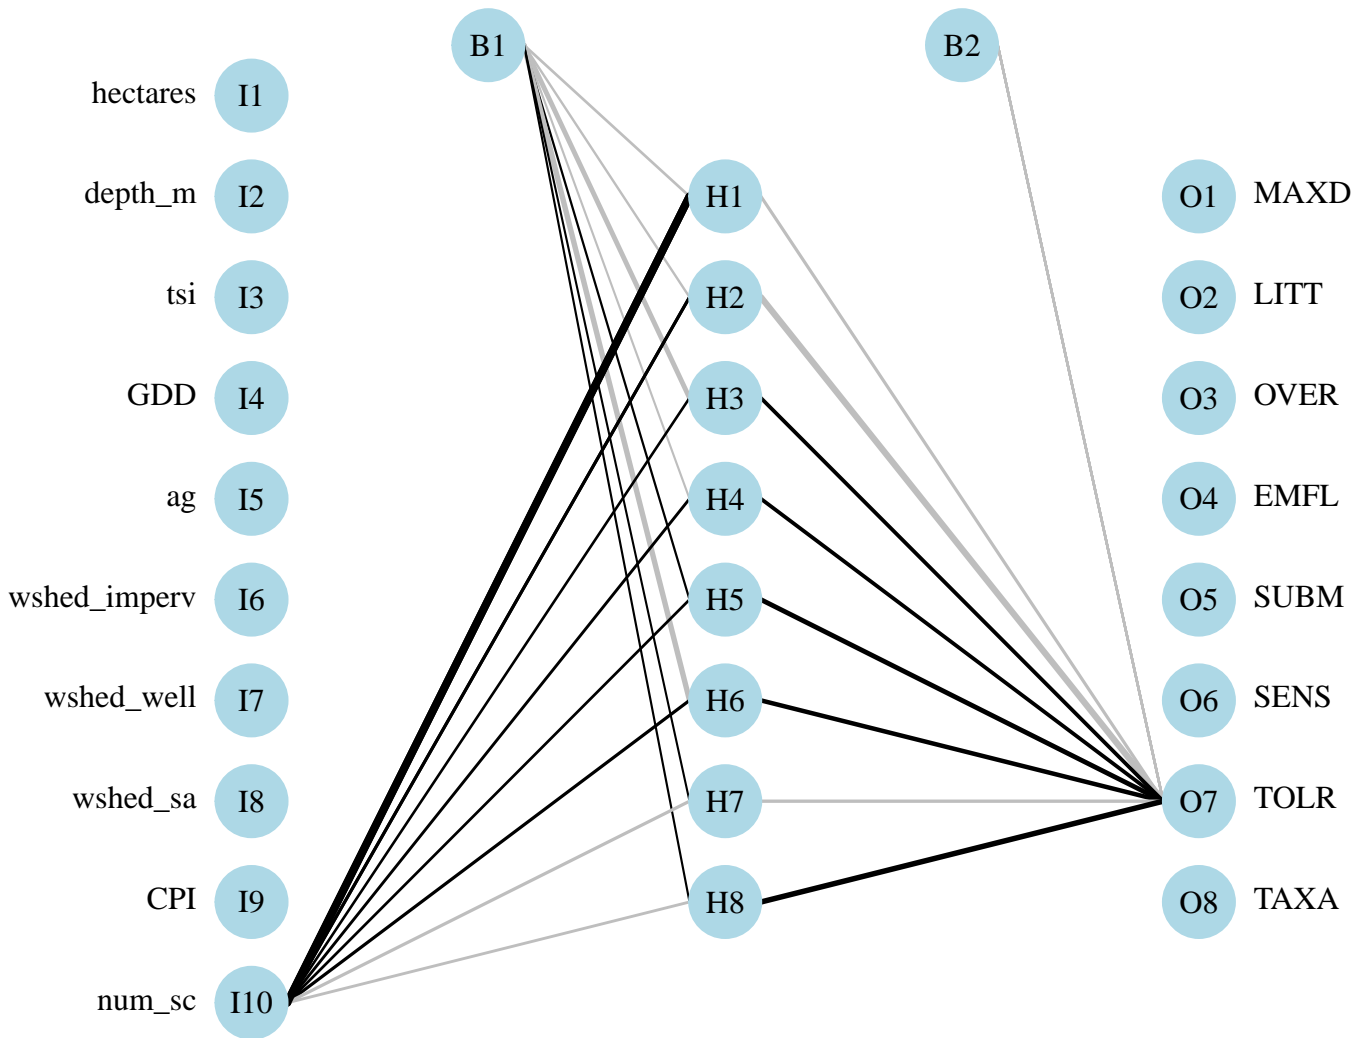 B1
B2
hectares I1
depth_m I2 H1 O1 MAXD
tsi I3 H2 O2 LITT
GDD I4 H3 O3 OVER
ag I5 H4 O4 EMFL
wshed_imperv I6 H5 O5 SUBM
wshed_well I7 H6 O6 SENS
wshed_sa I8 H7 O7 TOLR
CPI I9 H8 O8 TAXA
num_sc I10